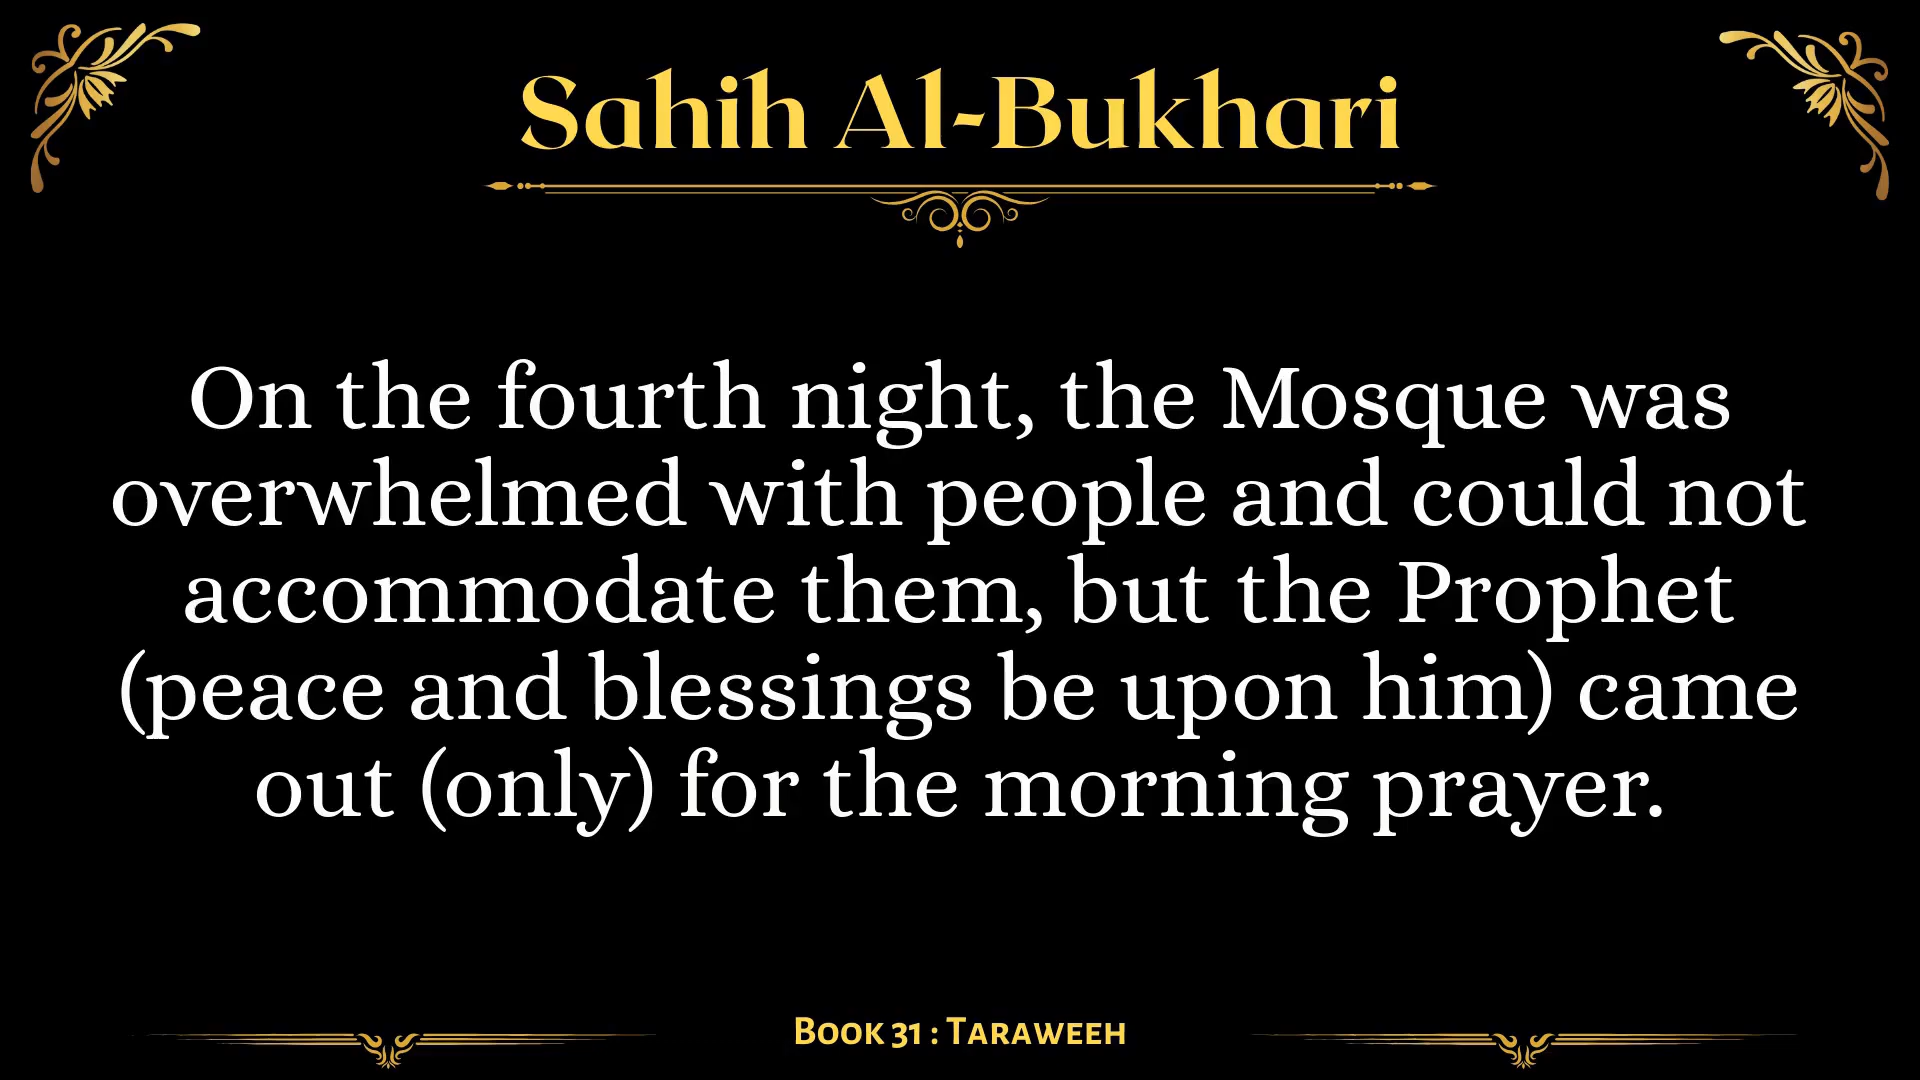 Sahih Al-Bukhari
On the fourth night, the Mosque was
overwhelmed with people and could not
accommodate them, but the Prophet
(peace and blessings be upon him) came
out (only) for the morning prayer.
Book 31 : Taraweeh